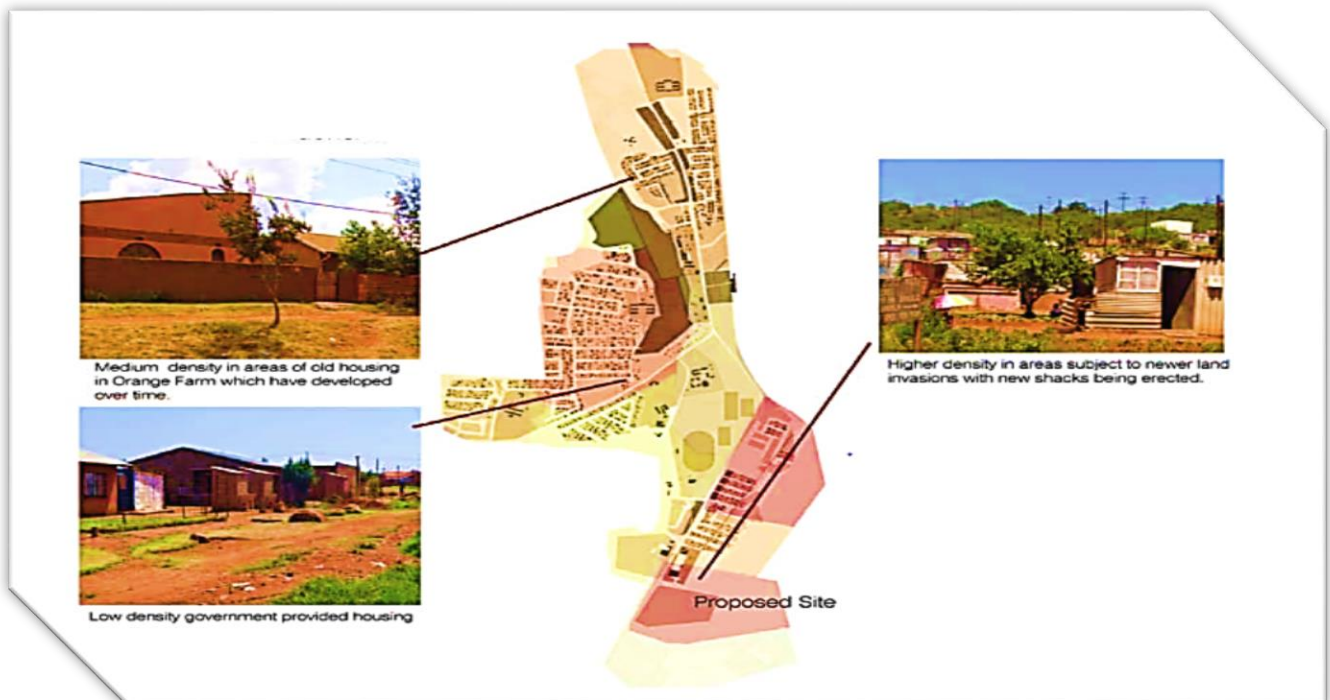 Medium density in areas of old housing
in Orange Farm which have developed
over time.
Low density government provided housing
Higher density in areas subject to newer land
invasions with new shacks being erected.
Proposed Site